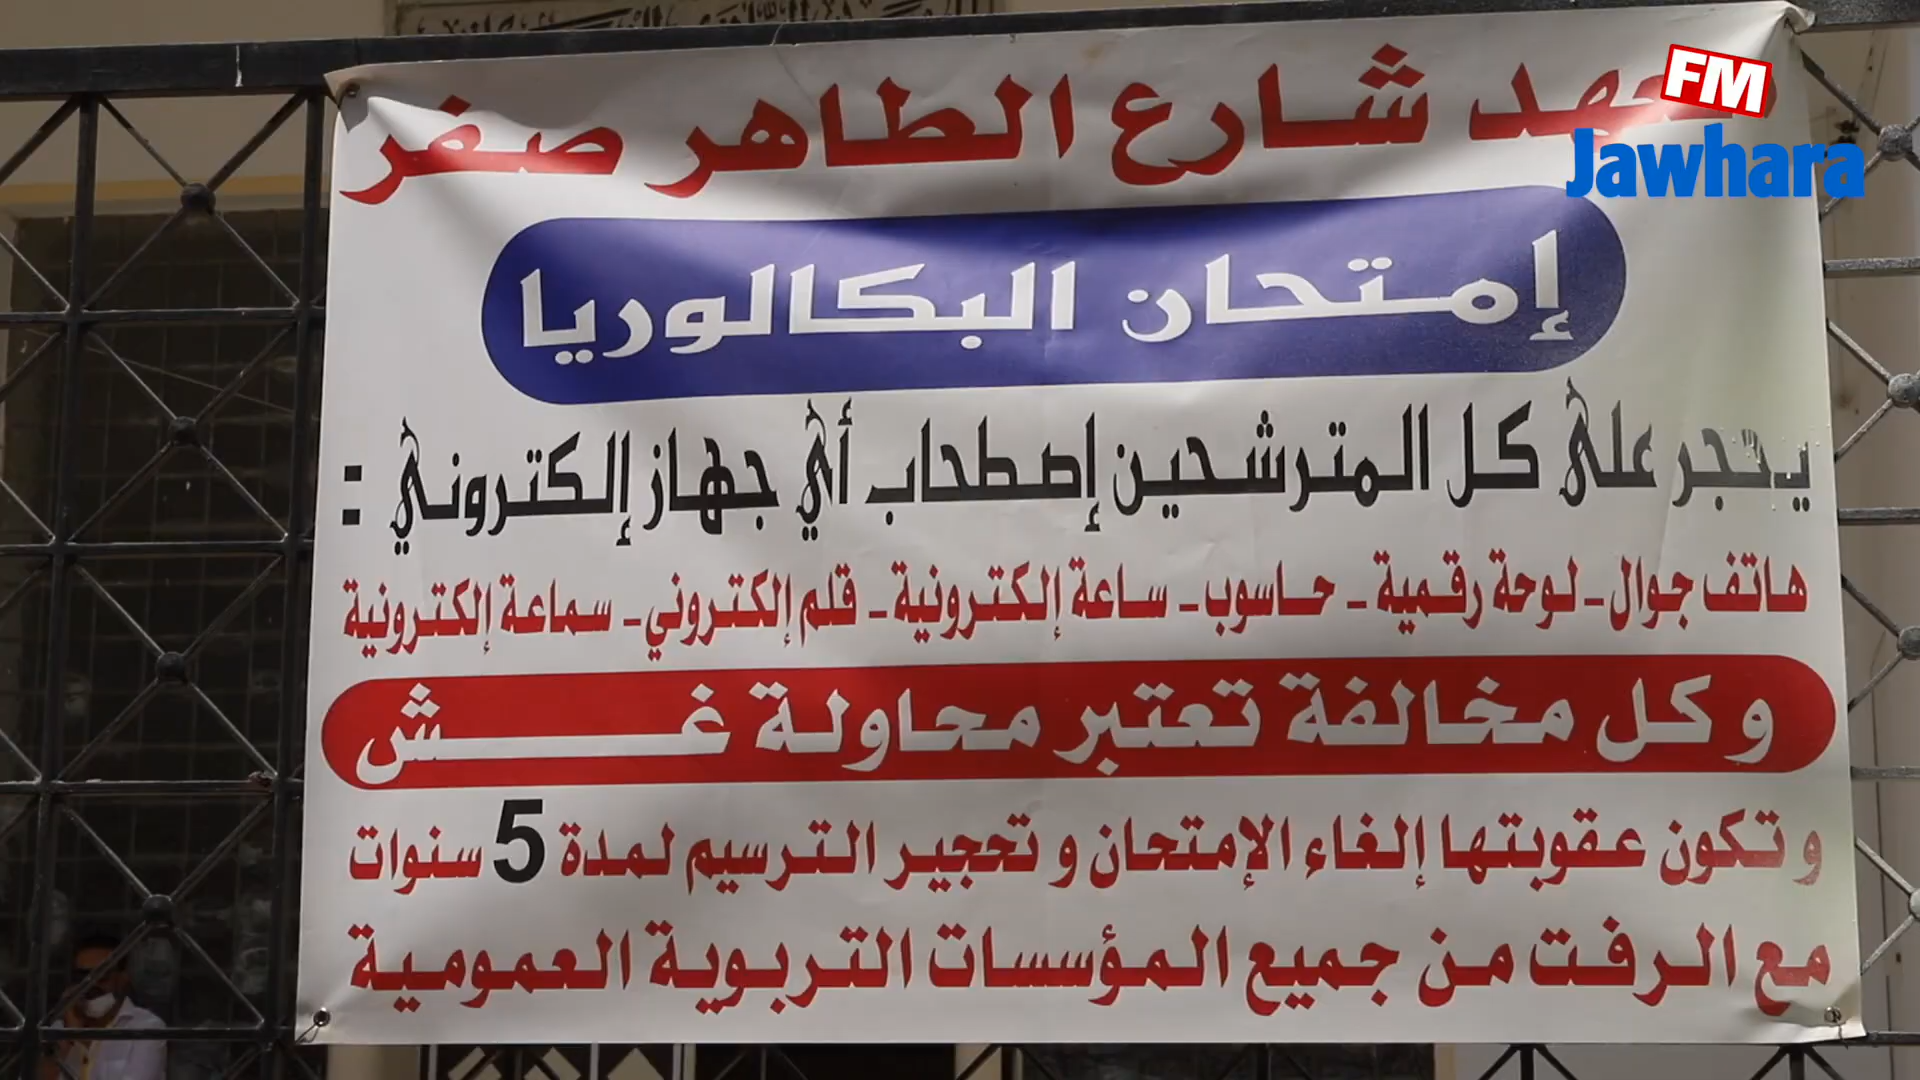 FM
Jawhara
معهد شارع الطاهر صفر
إمتحان البكالوريا
يحجر على كل المترشحين إصطحاب أي جهاز إلكتروني :
هاتف جوال - لوحة رقمية - حاسوب - ساعة إلكترونية - قلم إلكتروني - سماعة إلكترونية
و كل مخالفة تعتبر محاولة غش
و تكون عقوبتها إلغاء الإمتحان و تحجير الترسيم لمدة 5 سنوات
مع الرفت من جميع المؤسسات التربوية العمومية